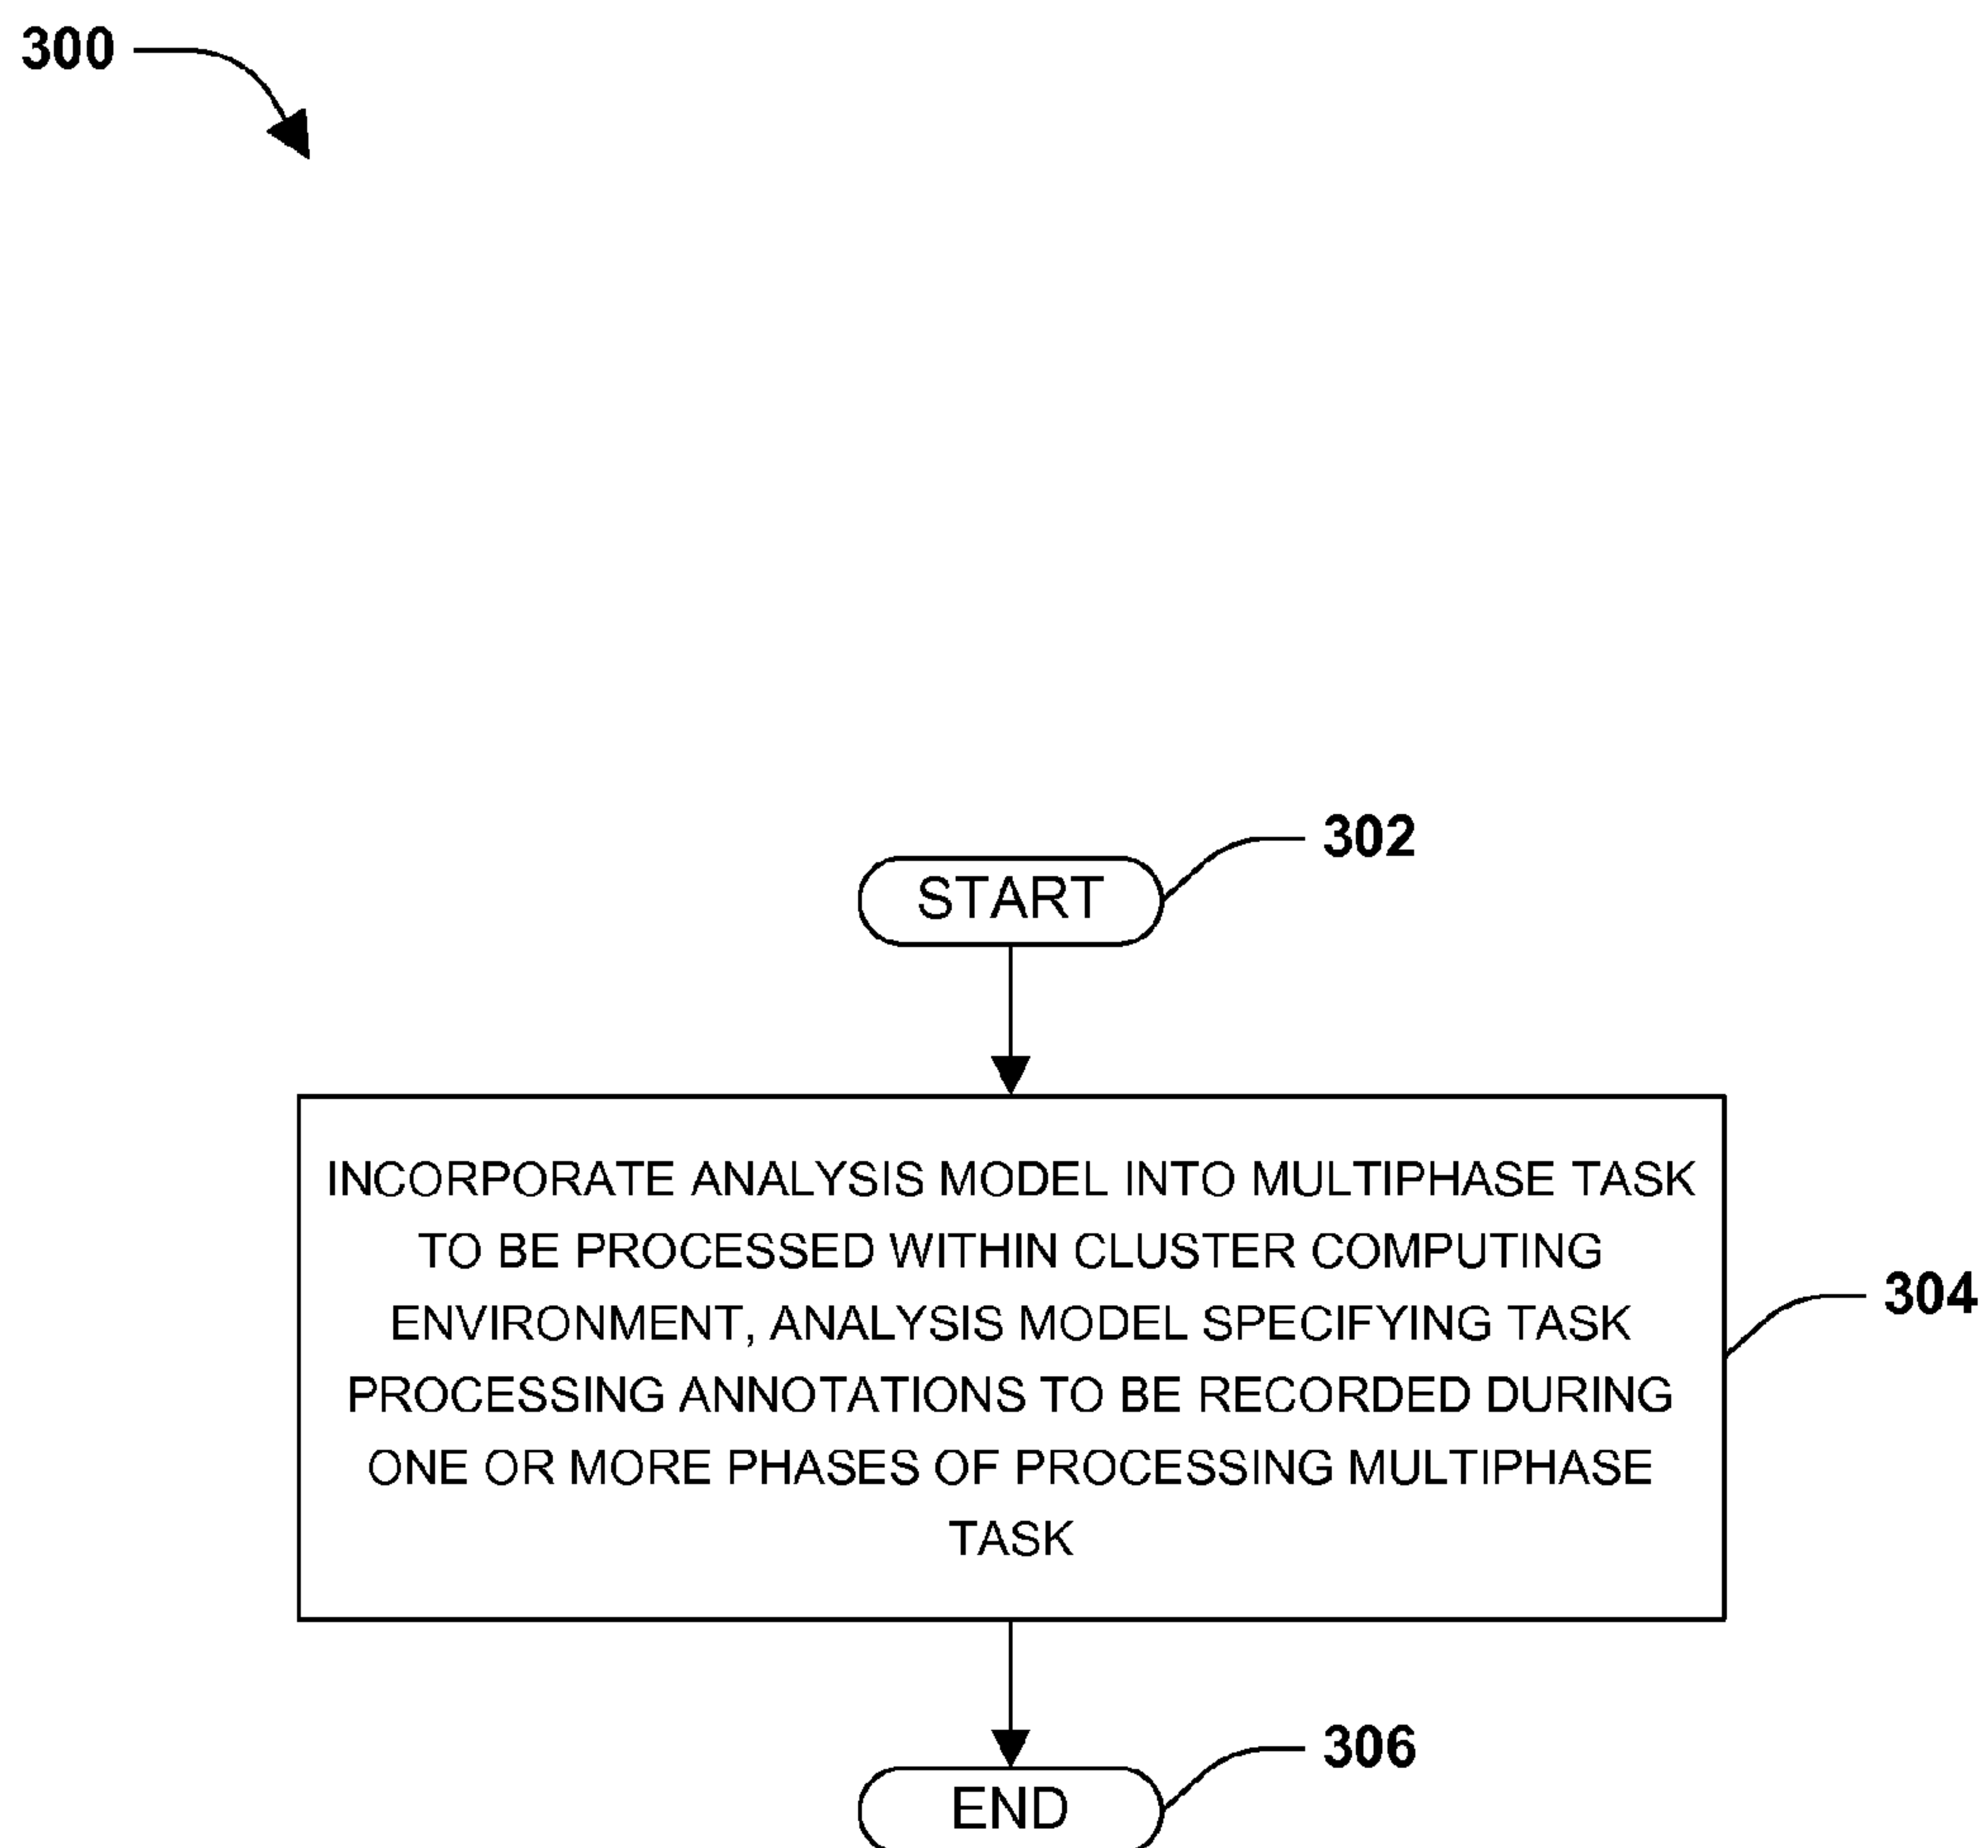 300
302
START
INCORPORATE ANALYSIS MODEL INTO MULTIPHASE TASK
TO BE PROCESSED WITHIN CLUSTER COMPUTING
ENVIRONMENT, ANALYSIS MODEL SPECIFYING TASK
PROCESSING ANNOTATIONS TO BE RECORDED DURING
ONE OR MORE PHASES OF PROCESSING MULTIPHASE
TASK
304
306
END